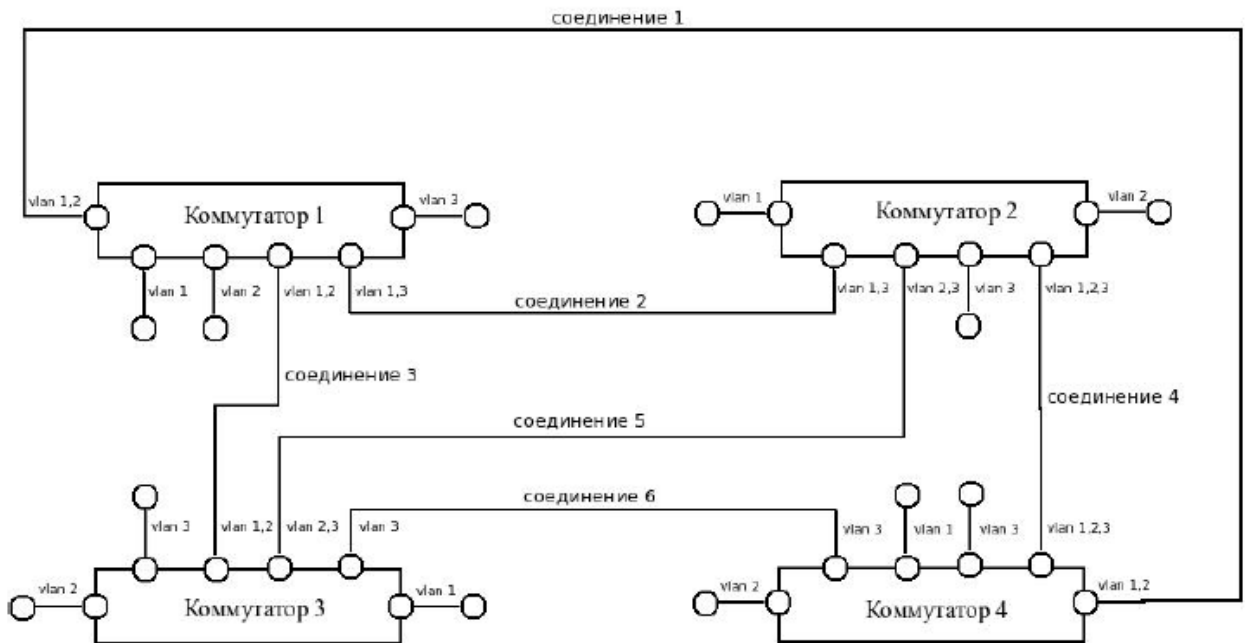 соединение 1
vlan 1,2
Коммутатор 1
vlan 3
vlan 1
vlan 2
vlan 1,2
vlan 1,3
vlan 1
Коммутатор 2
vlan 2
vlan 1,3
vlan 2,3
vlan 3
vlan 1,2,3
соединение 2
соединение 3
соединение 4
соединение 5
соединение 6
vlan 3
vlan 1,2
vlan 2,3
vlan 3
vlan 2
Коммутатор 3
vlan 1
vlan 3
vlan 1
vlan 3
vlan 1,2,3
vlan 2
Коммутатор 4
vlan 1,2